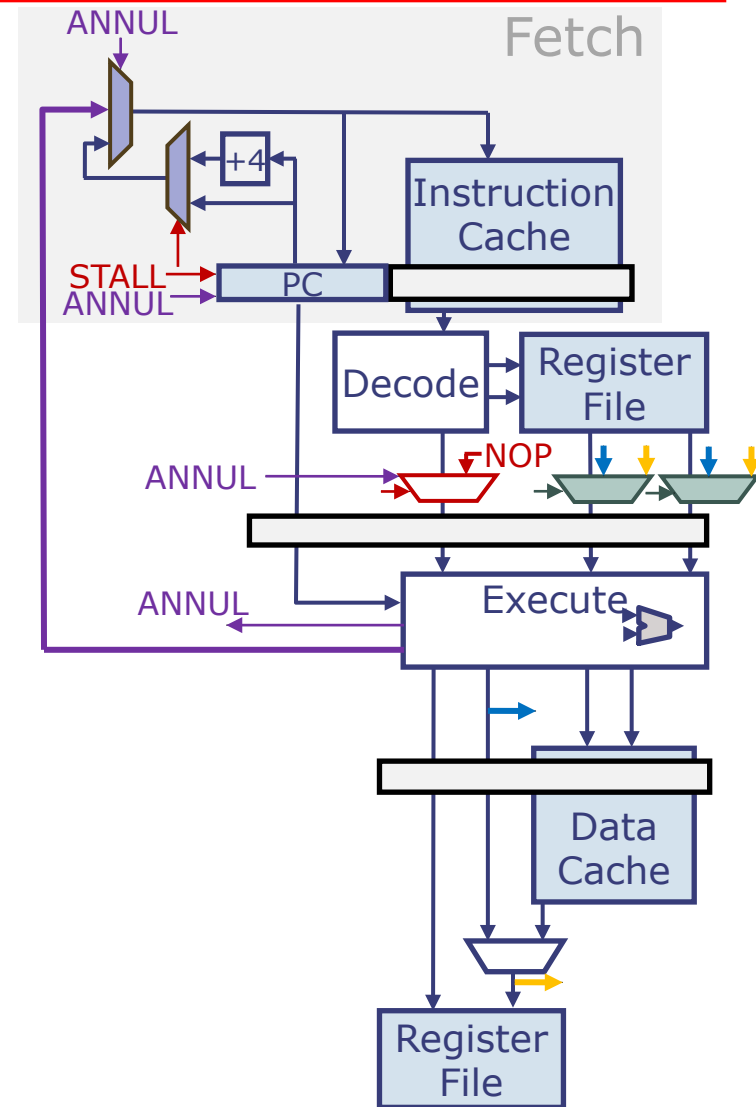 ANNUL
Fetch
+4
Instruction
Cache
STALL
ANNUL
PC
Decode
Register
File
NOP
ANNUL
ANNUL
Execute
Data
Cache
Register
File